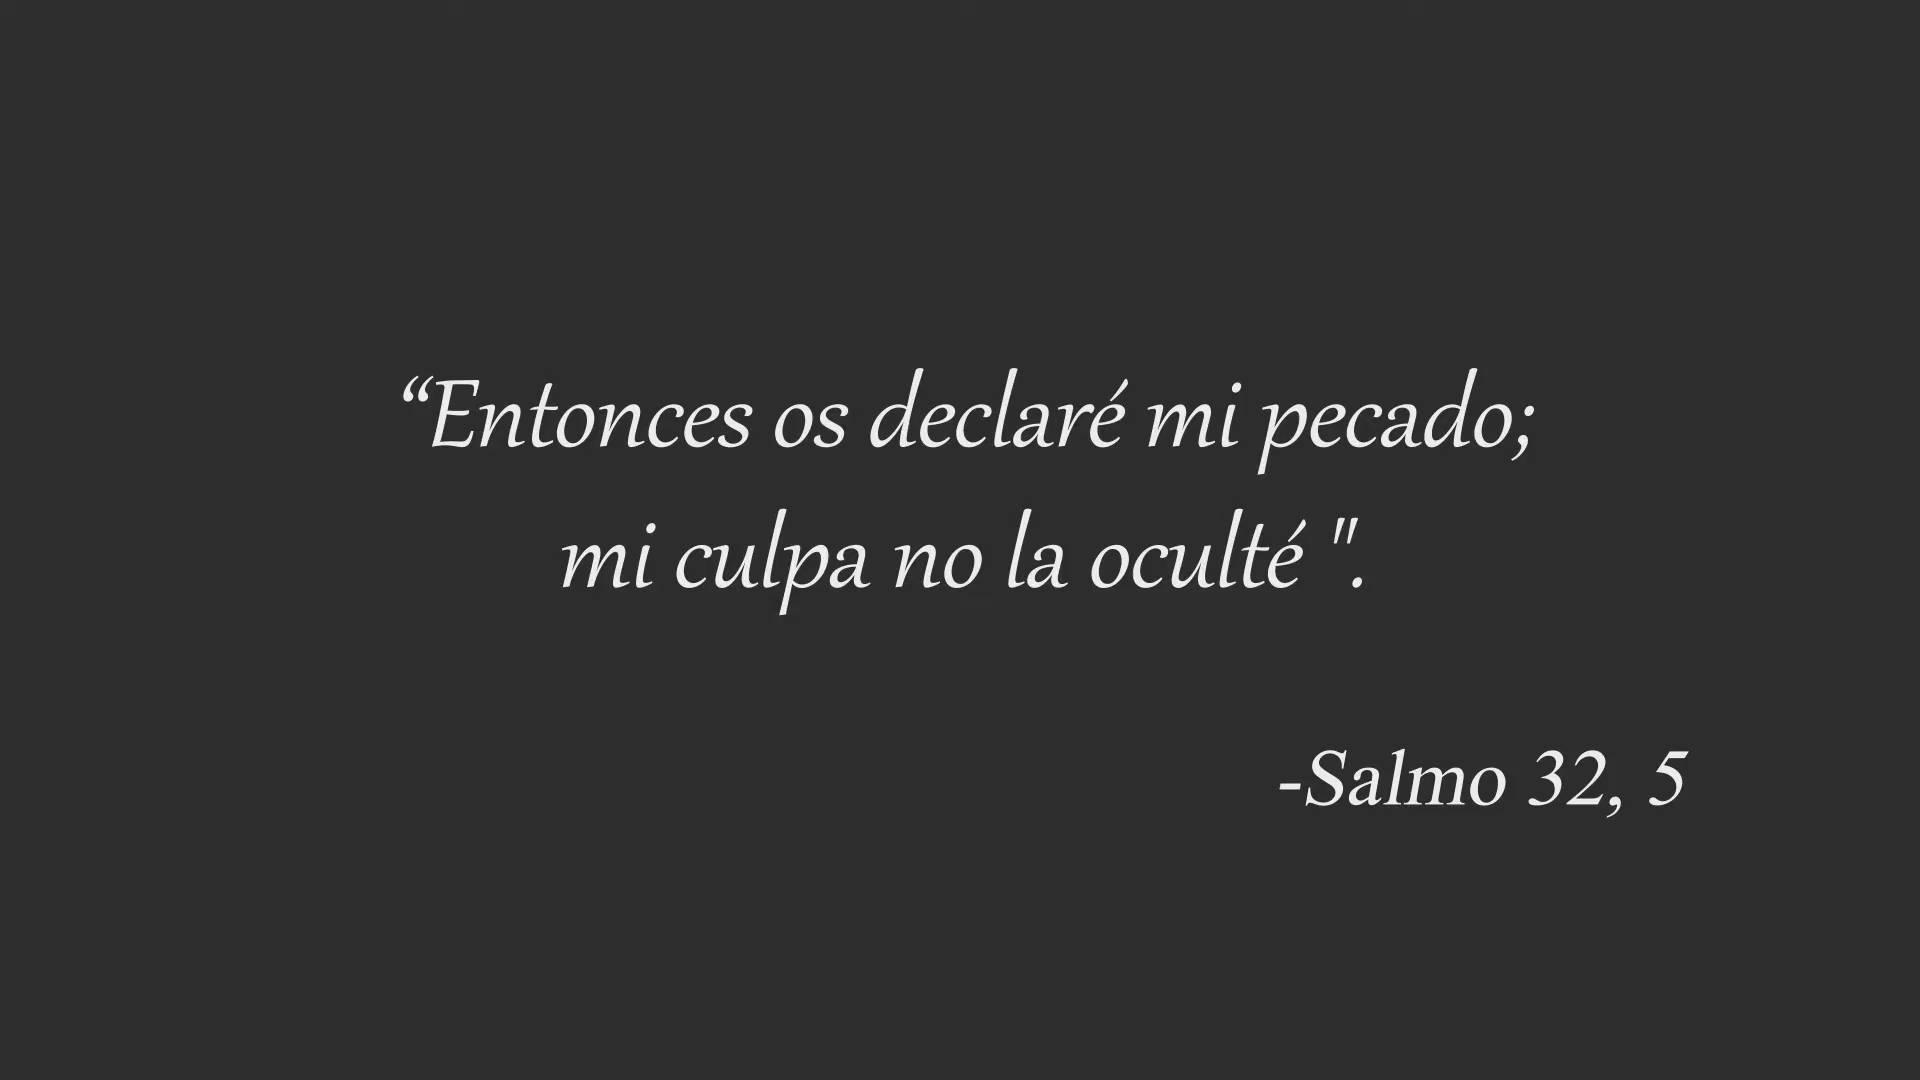 “Entonces os declaré mi pecado;
mi culpa no la oculté ".
-Salmo 32, 5